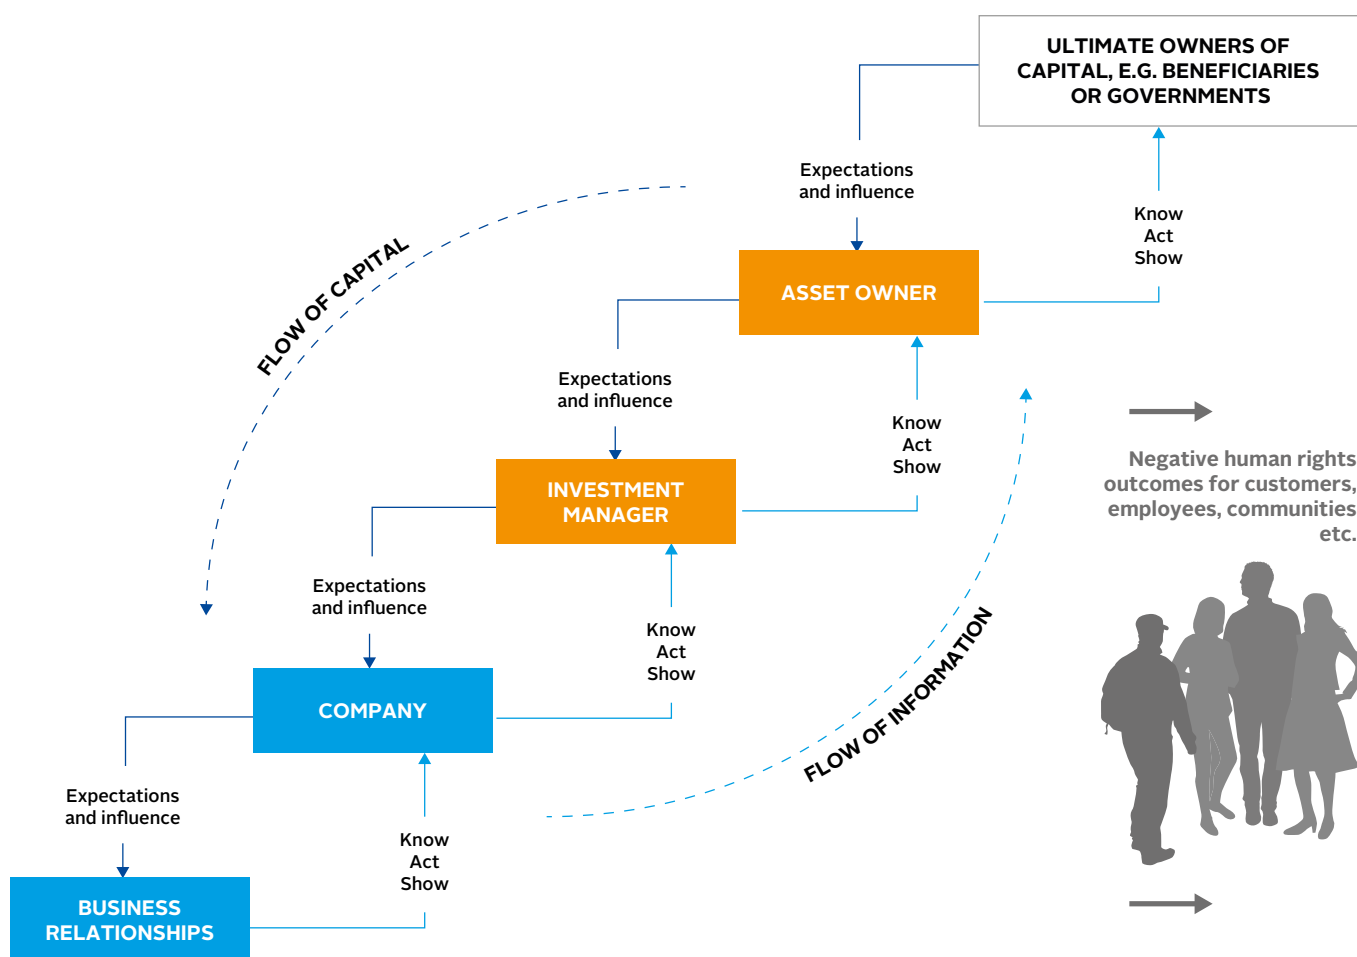 ULTIMATE OWNERS OF
CAPITAL, E.G. BENEFICIARIES
OR GOVERNMENTS
Expectations
and influence
Know
Act
Show
FLOW OF CAPITAL
ASSET OWNER
Expectations
and influence
Know
Act
Show
Negative human rights
outcomes for customers,
employees, communities
etc.
INVESTMENT
MANAGER
Expectations
and influence
Know
Act
Show
FLOW OF INFORMATION
COMPANY
Expectations
and influence
Know
Act
Show
BUSINESS
RELATIONSHIPS